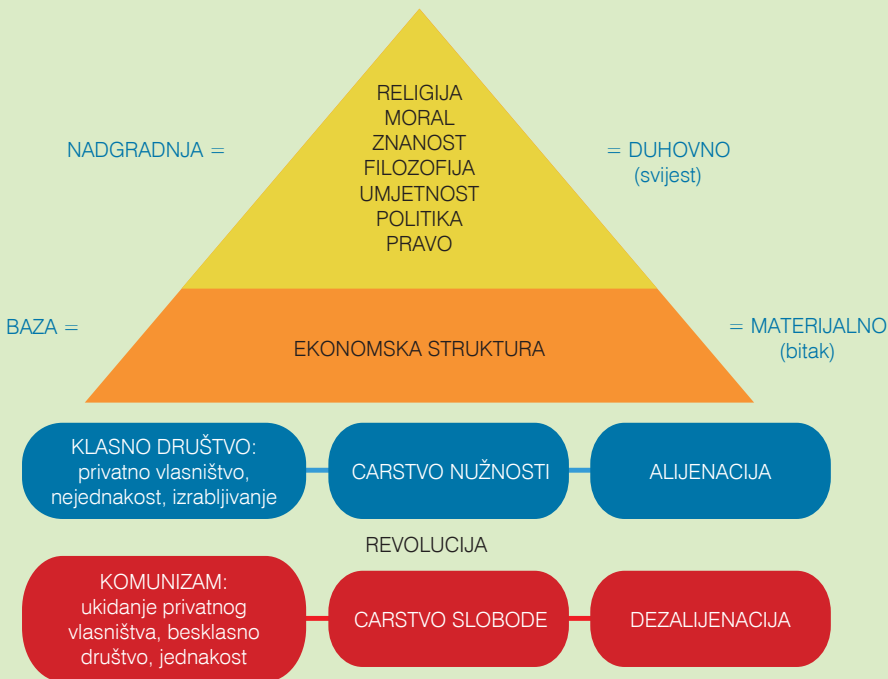 RELIGIJA
MORAL
ZNANOST
FILOZOFIJA
UMJETNOST
POLITIKA
PRAVO
NADGRADNJA =
= DUHOVNO
(svijest)
BAZA =
EKONOMSKA STRUKTURA
= MATERIJALNO
(bitak)
KLASNO DRUŠTVO:
privatno vlasništvo,
nejednakost, izrabljivanje
CARSTVO NUŽNOSTI
ALIJENACIJA
REVOLUCIJA
KOMUNIZAM:
ukidanje privatnog
vlasništva, besklasno
društvo, jednakost
CARSTVO SLOBODE
DEZALIJENACIJA